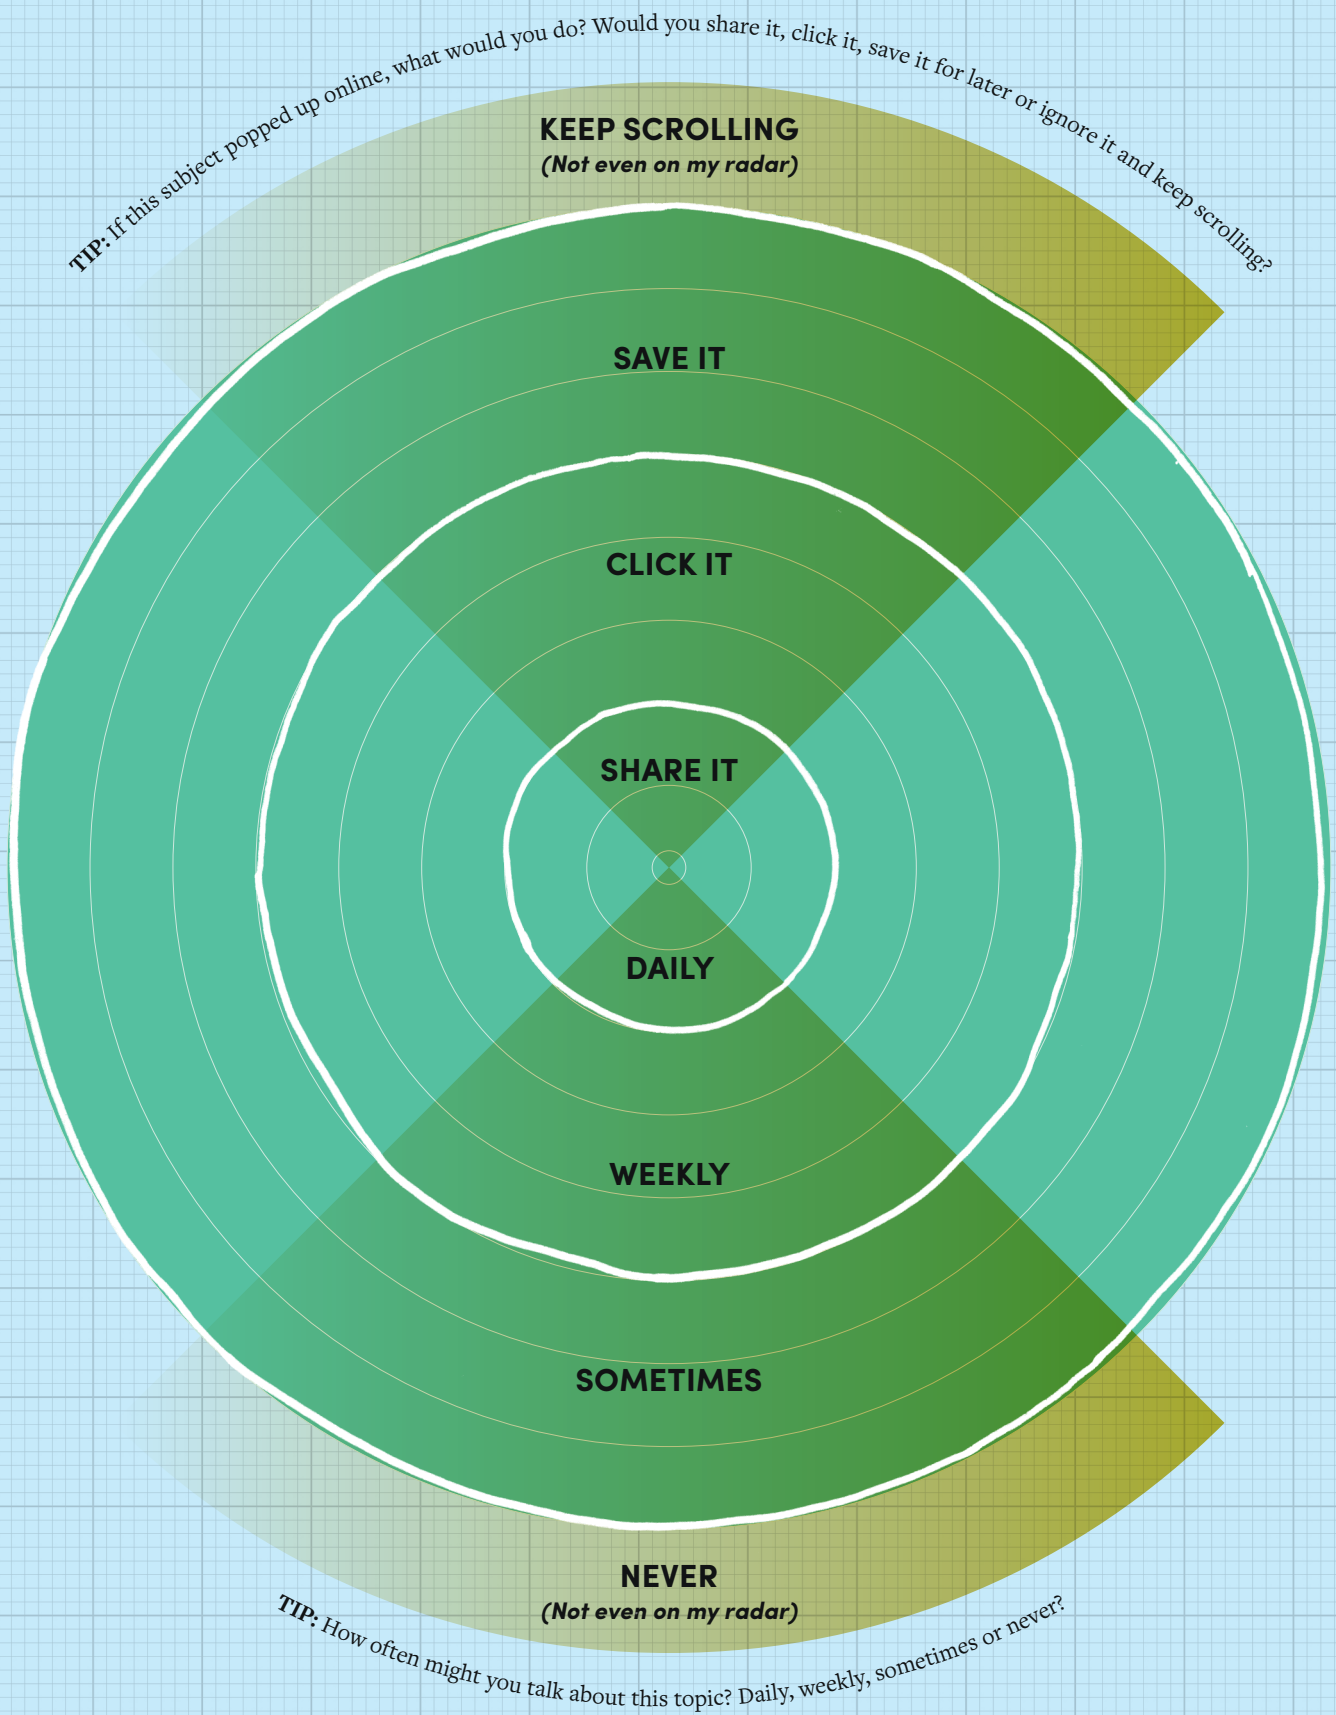 TIP: If this subject popped up online, what would you do? Would you share it, click it, save it for later or ignore it and keep scrolling?
KEEP SCROLLING
(Not even on my radar)
SAVE IT
CLICK IT
SHARE IT
DAILY
WEEKLY
SOMETIMES
NEVER
(Not even on my radar)
TIP: How often might you talk about this topic? Daily, weekly, sometimes or never?